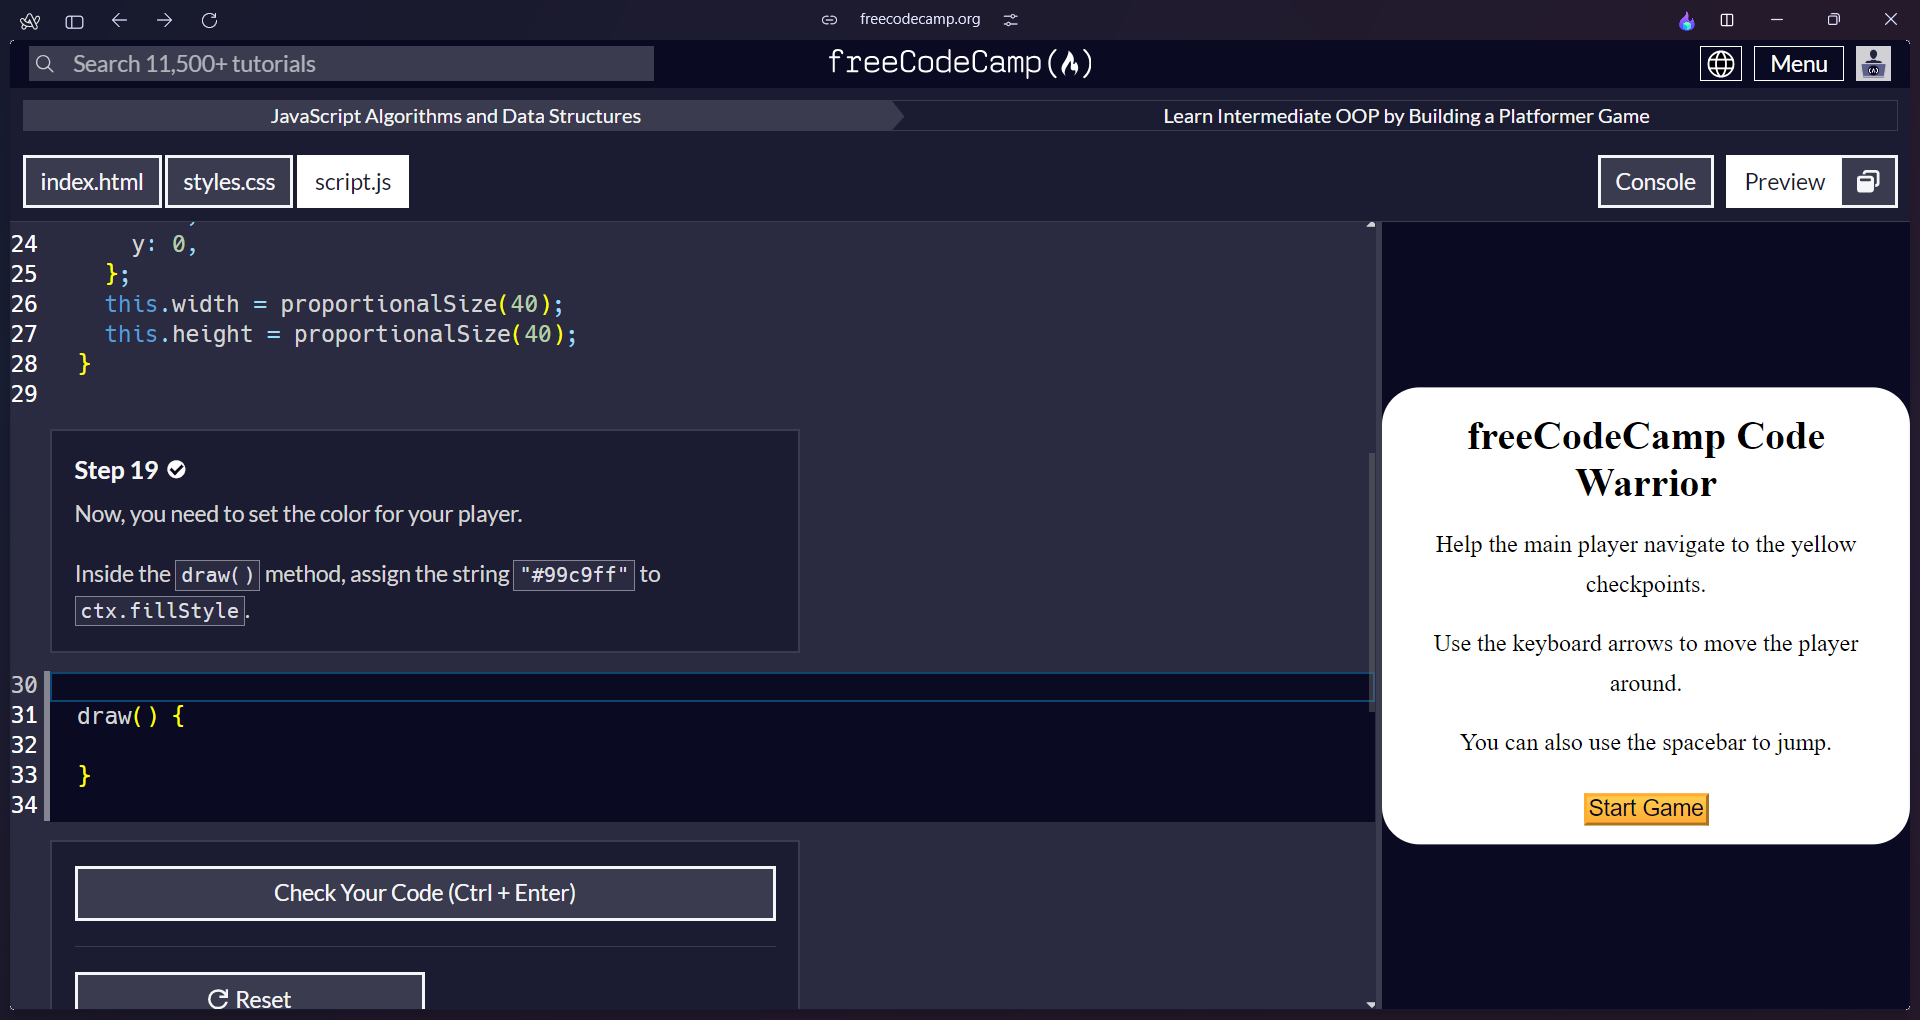 freecodecamp.org
Search 11,500+ tutorials
freeCodeCamp(🔥)
Menu
JavaScript Algorithms and Data Structures
Learn Intermediate OOP by Building a Platformer Game
index.html
styles.css
script.js
Console
Preview
24 y: 0,
25 };
26 this.width = proportionalSize(40);
27 this.height = proportionalSize(40);
28 }
29
Step 19
Now, you need to set the color for your player.
Inside the draw() method, assign the string "#99c9ff" to
ctx.fillStyle.
30
31 draw() {
32
33 }
34
Check Your Code (Ctrl + Enter)
Reset
freeCodeCamp Code
Warrior
Help the main player navigate to the yellow
checkpoints.
Use the keyboard arrows to move the player
around.
You can also use the spacebar to jump.
Start Game